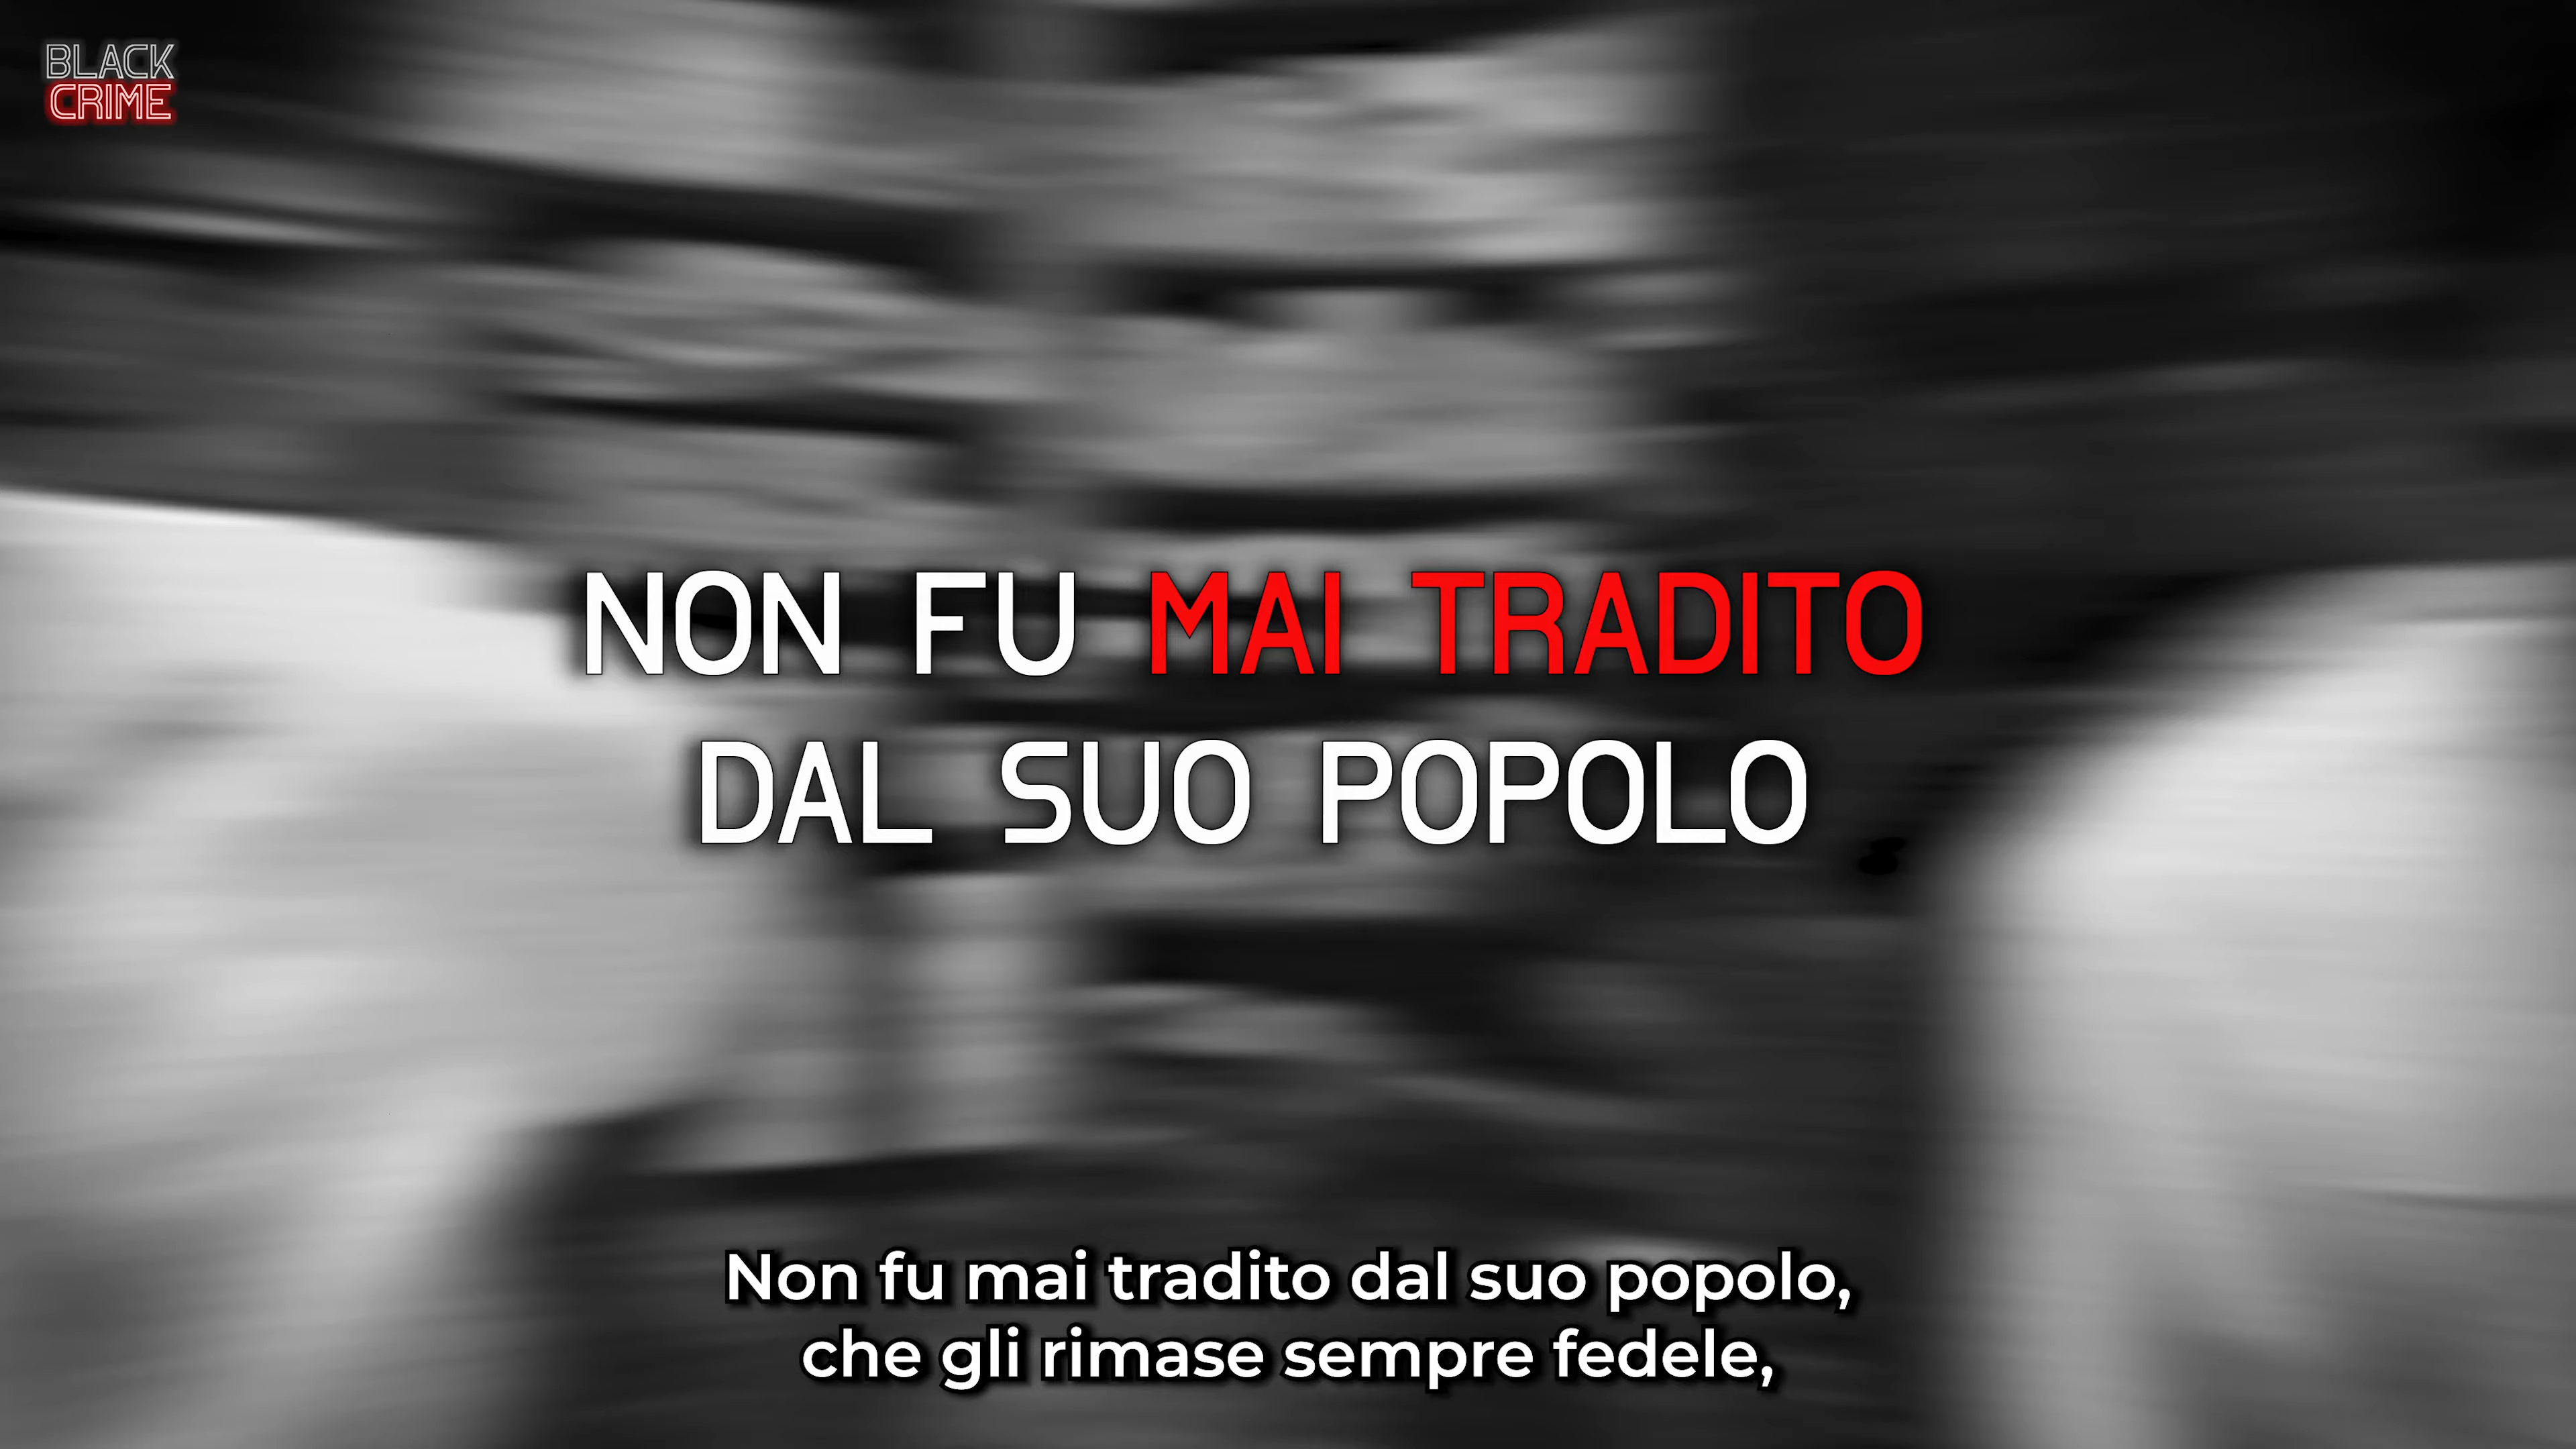 BLACK
CRIME
NON FU MAI TRADITO
DAL SUO POPOLO
Non fu mai tradito dal suo popolo,
che gli rimase sempre fedele,